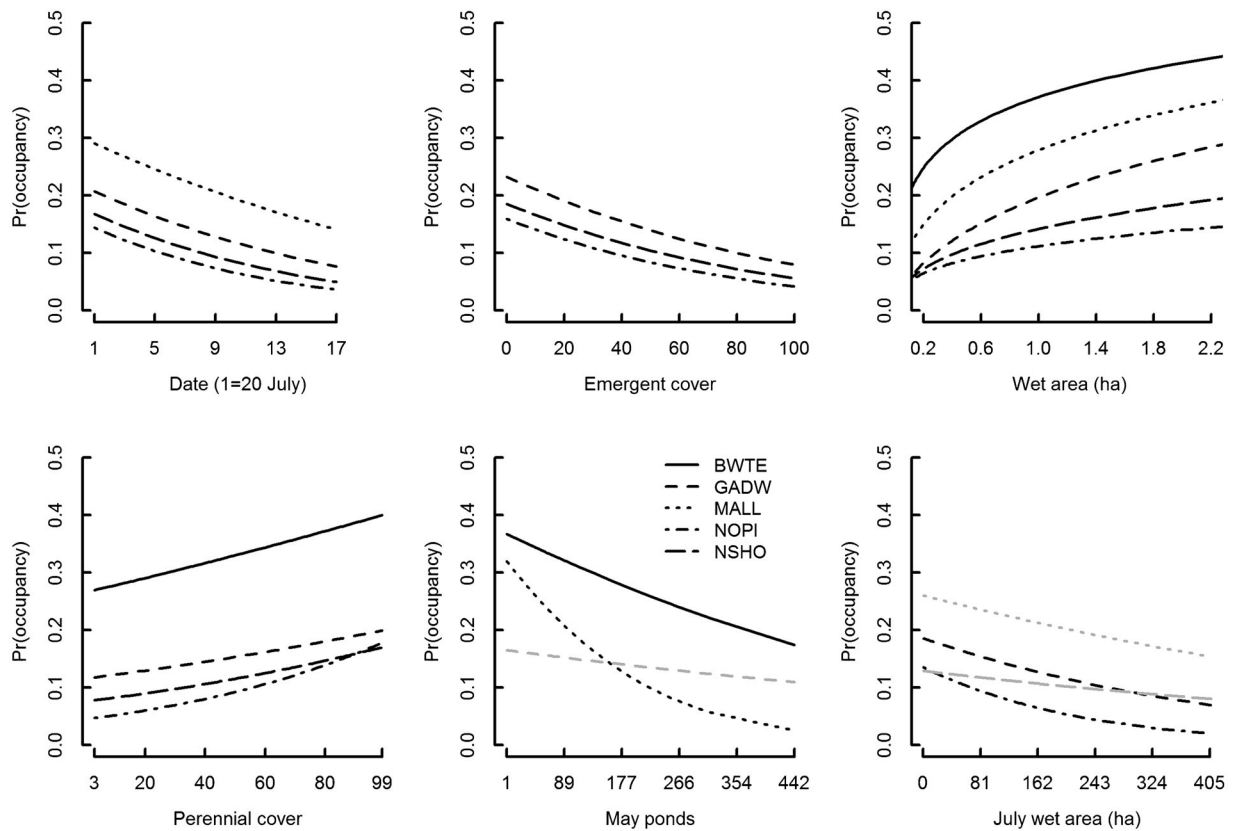 0.0 0.1 0.2 0.3 0.4 0.5
Pr(occupancy)
1 5 9 13 17
Date (1=20 July)
0.0 0.1 0.2 0.3 0.4 0.5
Pr(occupancy)
0 20 40 60 80 100
Emergent cover
0.0 0.1 0.2 0.3 0.4 0.5
Pr(occupancy)
0.2 0.6 1.0 1.4 1.8 2.2
Wet area (ha)
0.0 0.1 0.2 0.3 0.4 0.5
Pr(occupancy)
3 20 40 60 80 99
Perennial cover
0.0 0.1 0.2 0.3 0.4 0.5
Pr(occupancy)
BWTE
GADW
MALL
NOPI
NSHO
1 89 177 266 354 442
May ponds
0.0 0.1 0.2 0.3 0.4 0.5
Pr(occupancy)
0 81 162 243 324 405
July wet area (ha)